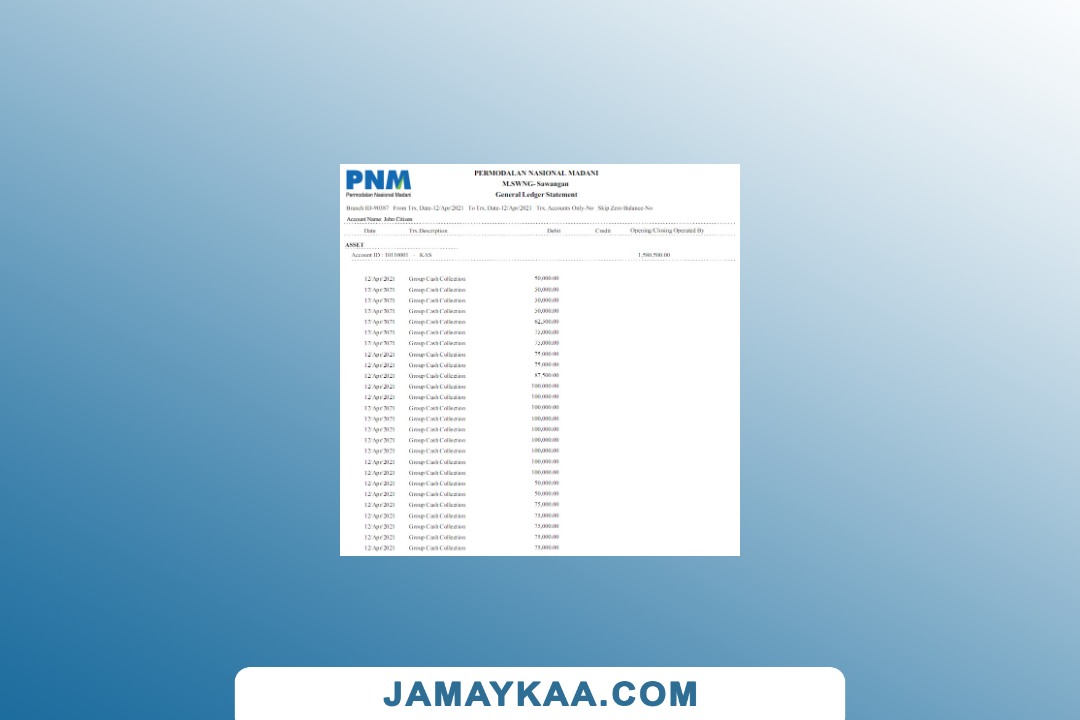 PNM
Permodalan Nasional Madani
PERMODALAN NASIONAL MADANI
M.SWNG- Sawangan
General Ledger Statement
Branch ID-90387 From Trx. Date-12/Apr/2021 To Trx. Date-12/Apr/2021 Trx. Accounts Only-No Skip Zero Balance-No
Account Name: John Citizen
Date Trx.Description Debit Credit Opening/Closing Operated By
ASSET
Account ID : 10110001 - KAS 1,590,500.00
12/Apr/2021 Group Cash Collection 50,000.00
12/Apr/2021 Group Cash Collection 50,000.00
12/Apr/2021 Group Cash Collection 50,000.00
12/Apr/2021 Group Cash Collection 50,000.00
12/Apr/2021 Group Cash Collection 62,500.00
12/Apr/2021 Group Cash Collection 75,000.00
12/Apr/2021 Group Cash Collection 75,000.00
12/Apr/2021 Group Cash Collection 75,000.00
12/Apr/2021 Group Cash Collection 75,000.00
12/Apr/2021 Group Cash Collection 87,500.00
12/Apr/2021 Group Cash Collection 100,000.00
12/Apr/2021 Group Cash Collection 100,000.00
12/Apr/2021 Group Cash Collection 100,000.00
12/Apr/2021 Group Cash Collection 100,000.00
12/Apr/2021 Group Cash Collection 100,000.00
12/Apr/2021 Group Cash Collection 100,000.00
12/Apr/2021 Group Cash Collection 100,000.00
12/Apr/2021 Group Cash Collection 100,000.00
12/Apr/2021 Group Cash Collection 100,000.00
12/Apr/2021 Group Cash Collection 50,000.00
12/Apr/2021 Group Cash Collection 50,000.00
12/Apr/2021 Group Cash Collection 75,000.00
12/Apr/2021 Group Cash Collection 75,000.00
12/Apr/2021 Group Cash Collection 75,000.00
12/Apr/2021 Group Cash Collection 75,000.00
12/Apr/2021 Group Cash Collection 75,000.00
JAMAYKAA.COM